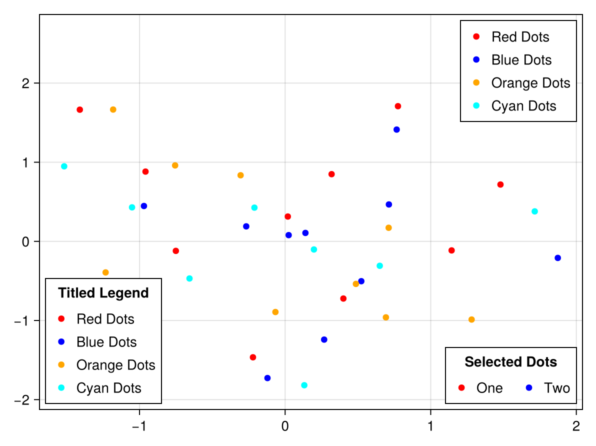 Red Dots
Blue Dots
Orange Dots
Cyan Dots
2
1
0
−1
−2
Titled Legend
Red Dots
Blue Dots
Orange Dots
Cyan Dots
Selected Dots
One Two
−1 0 1 2